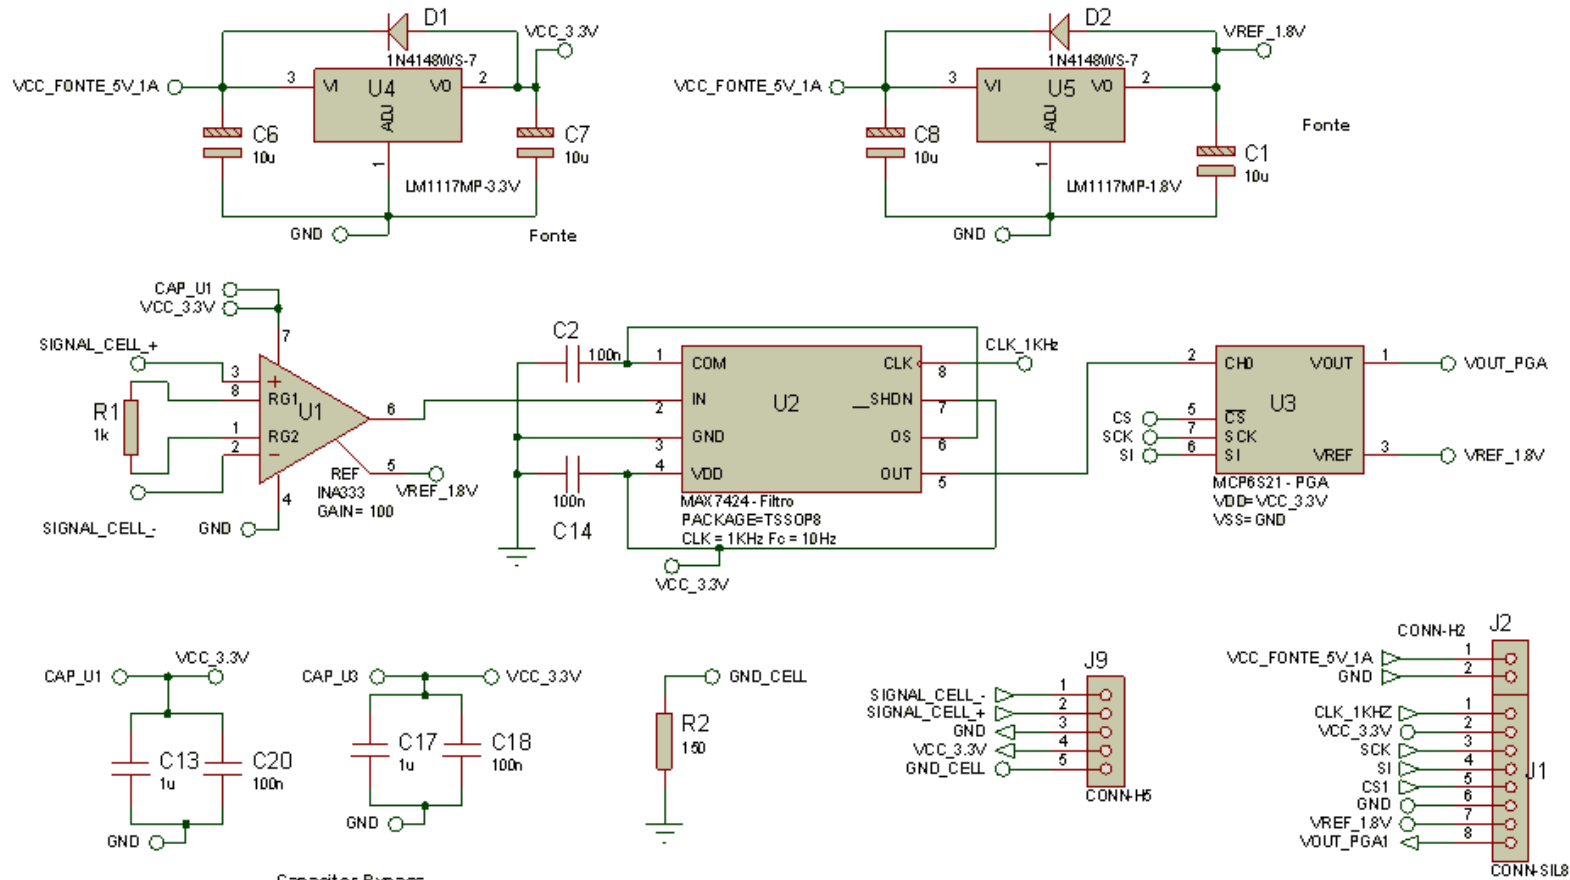 D1
VCC_3.3V
1N4148WS-7
VCC_FONTE_5V_1A
3
VI
U4
VO
2
ADJ
1
C6
10u
C7
10u
LM1117MP-3.3V
GND
Fonte
D2
VREF_1.8V
1N4148WS-7
VCC_FONTE_5V_1A
3
VI
U5
VO
2
ADJ
1
C8
10u
C1
10u
LM1117MP-1.8V
GND
Fonte
CAP_U1
VCC_3.3V
7
SIGNAL_CELL_+
3
+
8
RG1
U1
R1
1k
1
RG2
2
-
6
REF
5
INA333
GAIN= 100
VREF_1.8V
4
SIGNAL_CELL_-
GND
C2
100n
C14
100n
1
COM
CLK
8
CLK_1KHz
IN
2
U2
__SHDN
7
3
GND
OS
6
4
VDD
OUT
5
MAX7424 - Filtro
PACKAGE=TSSOP8
CLK = 1KHz Fc = 10Hz
VCC_3.3V
2
CH0
VOUT
1
VOUT_PGA
U3
CS
5
CS
SCK
7
SCK
SI
6
SI
VREF
3
VREF_1.8V
MCP6S21 - PGA
VDD=VCC_3.3V
VSS=GND
CAP_U1
VCC_3.3V
C13
1u
C20
100n
GND
CAP_U3
VCC_3.3V
C17
1u
C18
100n
GND
GND_CELL
R2
150
J9
SIGNAL_CELL_- 1
SIGNAL_CELL_+ 2
GND 3
VCC_3.3V 4
GND_CELL 5
CONN-H5
CONN-H2
J2
VCC_FONTE_5V_1A 1
GND 2
CLK_1KHZ 1
VCC_3.3V 2
SCK 3
SI 4
CS1 5
GND 6
VREF_1.8V 7
VOUT_PGA1 8
J1
CONN-SIL8